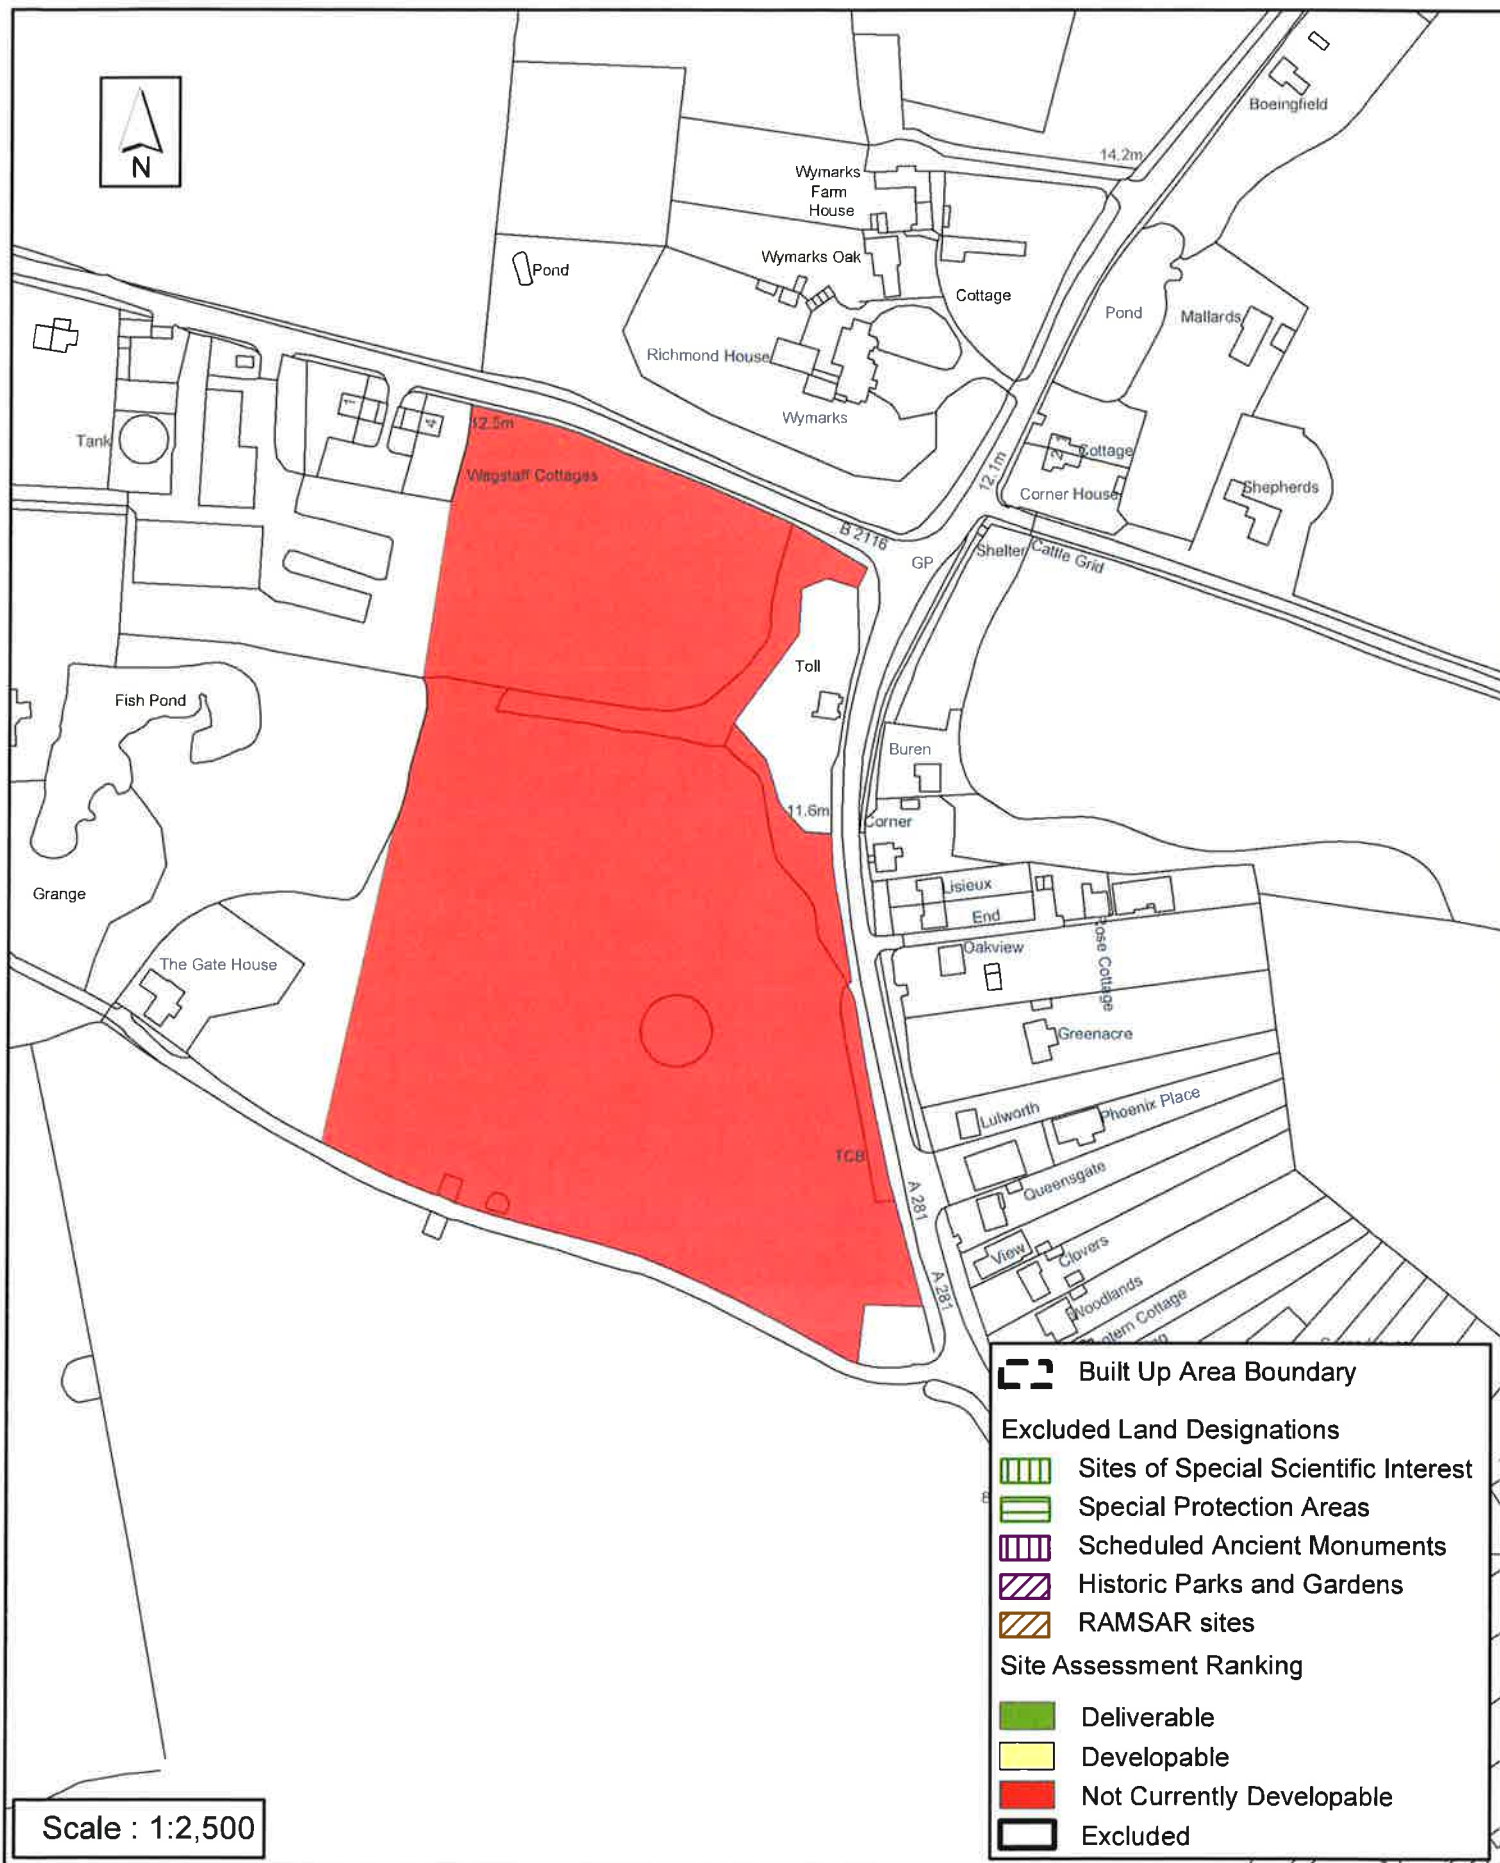 N
Boeingfield
14.2m
Wymarks
Farm
House
Wymarks Oak
Pond
Cottage
Pond
Mallards
Richmond House
Wymarks
1
4
12.5m
Tank
Wagstaff Cottages
12.1m
2
1
Cottage
Corner House
Shepherds
B 2116
GP
Shelter
Cattle Grid
Toll
Fish Pond
Buren
11.6m
Corner
Grange
Lisieux
End
Oakview
Rose Cottage
The Gate House
Greenacre
Lulworth
Phoenix Place
TCB
A 281
Queensgate
View
Clovers
A 281
Woodlands
Cottage
Built Up Area Boundary
Excluded Land Designations
Sites of Special Scientific Interest
Special Protection Areas
Scheduled Ancient Monuments
Historic Parks and Gardens
RAMSAR sites
Site Assessment Ranking
Deliverable
Developable
Not Currently Developable
Excluded
Scale : 1:2,500